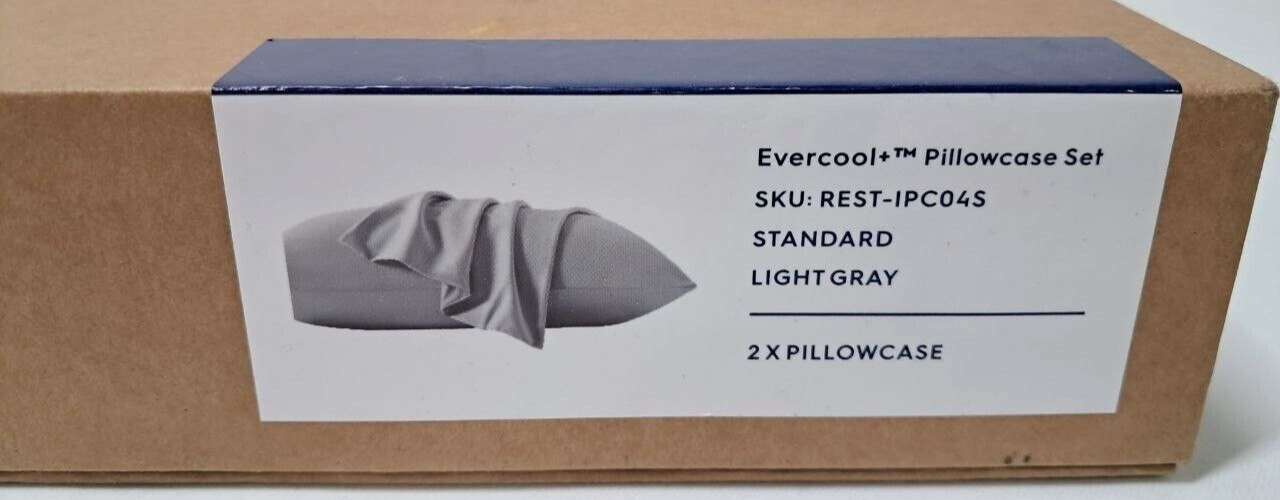 Evercool+™ Pillowcase Set
SKU: REST-IPC04S
STANDARD
LIGHT GRAY
2 X PILLOWCASE